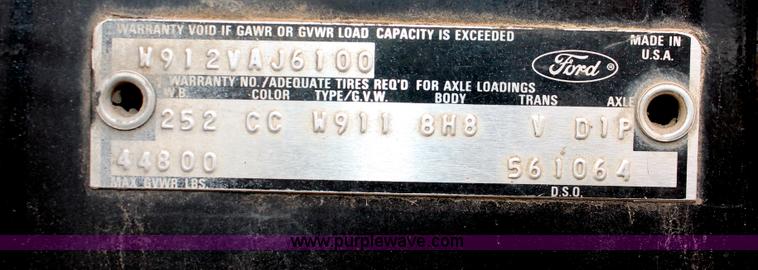 WARRANTY VOID IF GAWR OR GVWR LOAD CAPACITY IS EXCEEDED
W912VAJ6100
Ford ®
MADE IN
U.S.A.
WARRANTY NO./ADEQUATE TIRES REQ'D FOR AXLE LOADINGS
W.B. COLOR TYPE/G.V.W. BODY TRANS AXLE
252 CC W911 8H8 V D1P
44800 561064
MAX. GVWR LBS. D.S.O.
www.purplewave.com